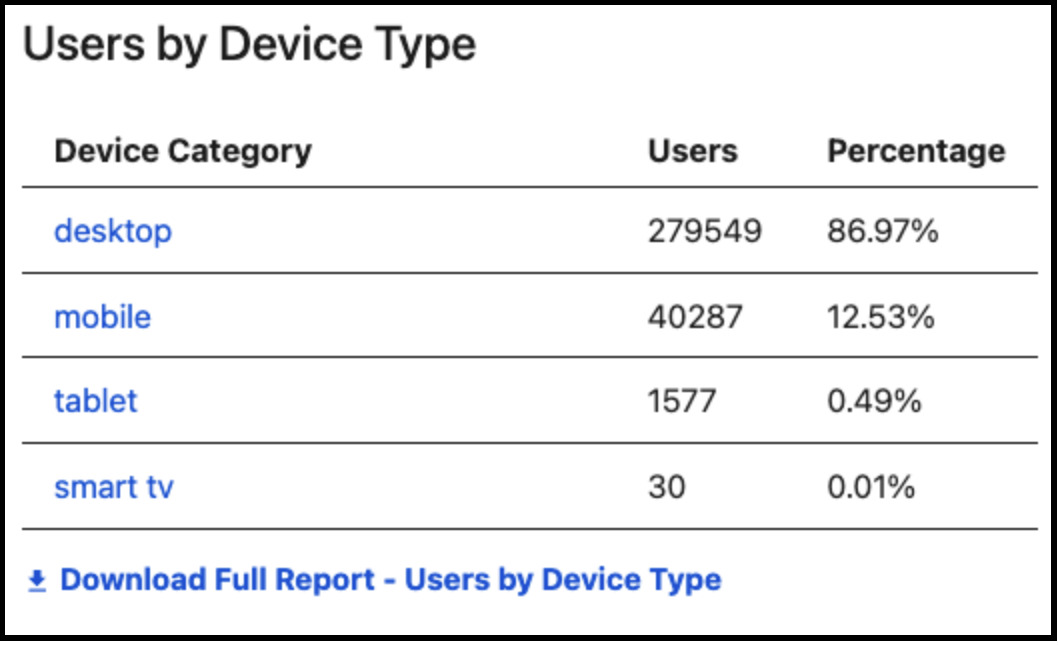 Users by Device Type
Device Category Users Percentage
desktop 279549 86.97%
mobile 40287 12.53%
tablet 1577 0.49%
smart tv 30 0.01%
Download Full Report - Users by Device Type